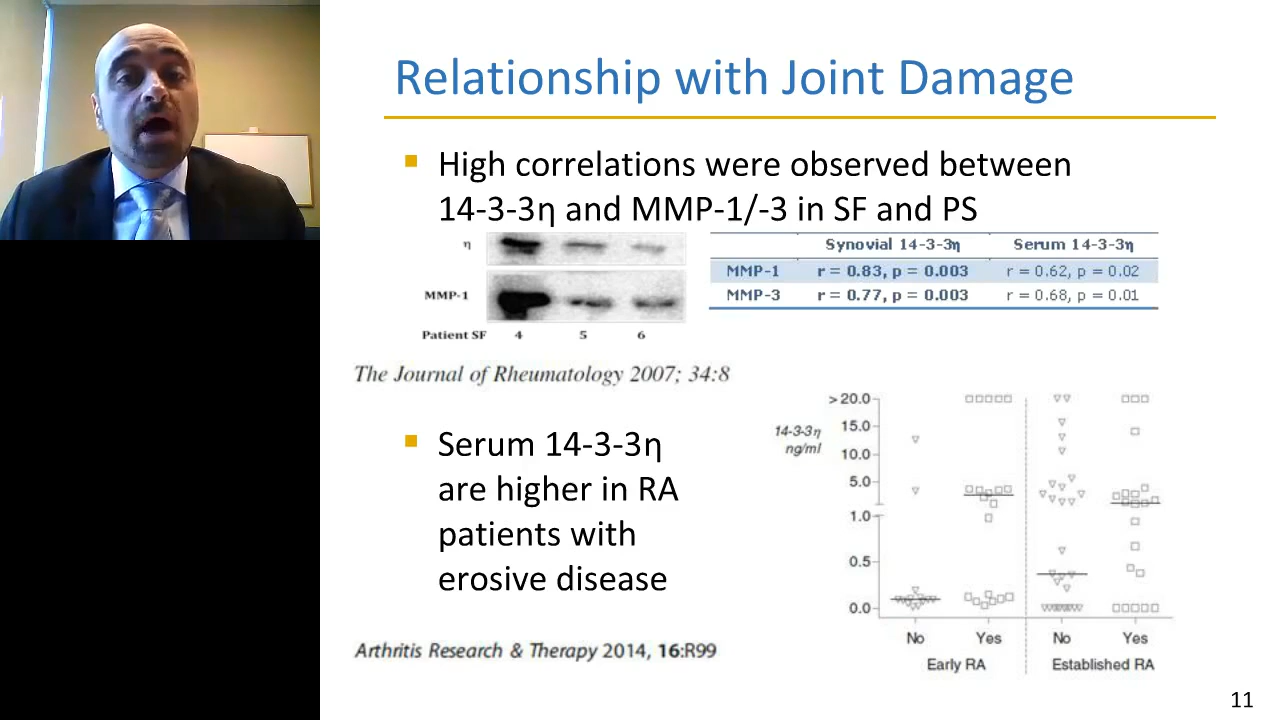 Relationship with Joint Damage
High correlations were observed between
14-3-3η and MMP-1/-3 in SF and PS
η
MMP-1
Patient SF 4 5 6
Synovial 14-3-3η Serum 14-3-3η
MMP-1 r = 0.83, p = 0.003 r = 0.62, p = 0.02
MMP-3 r = 0.77, p = 0.003 r = 0.68, p = 0.01
The Journal of Rheumatology 2007; 34:8
Serum 14-3-3η
are higher in RA
patients with
erosive disease
14-3-3η
ng/ml
>20.0
15.0
10.0
5.0
1.0
0.5
0.0
No Yes No Yes
Early RA Established RA
Arthritis Research & Therapy 2014, 16:R99
11